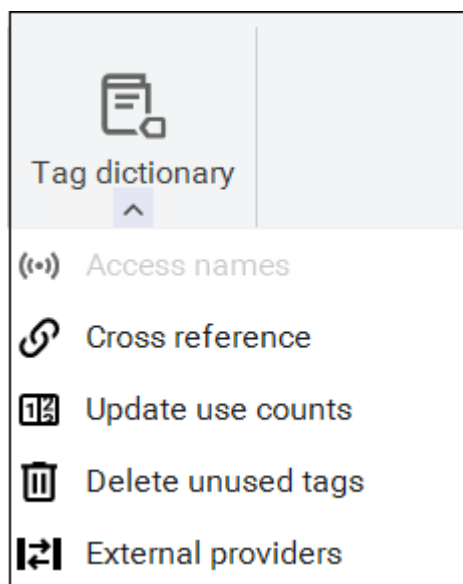 Tag dictionary
Access names
Cross reference
Update use counts
Delete unused tags
External providers